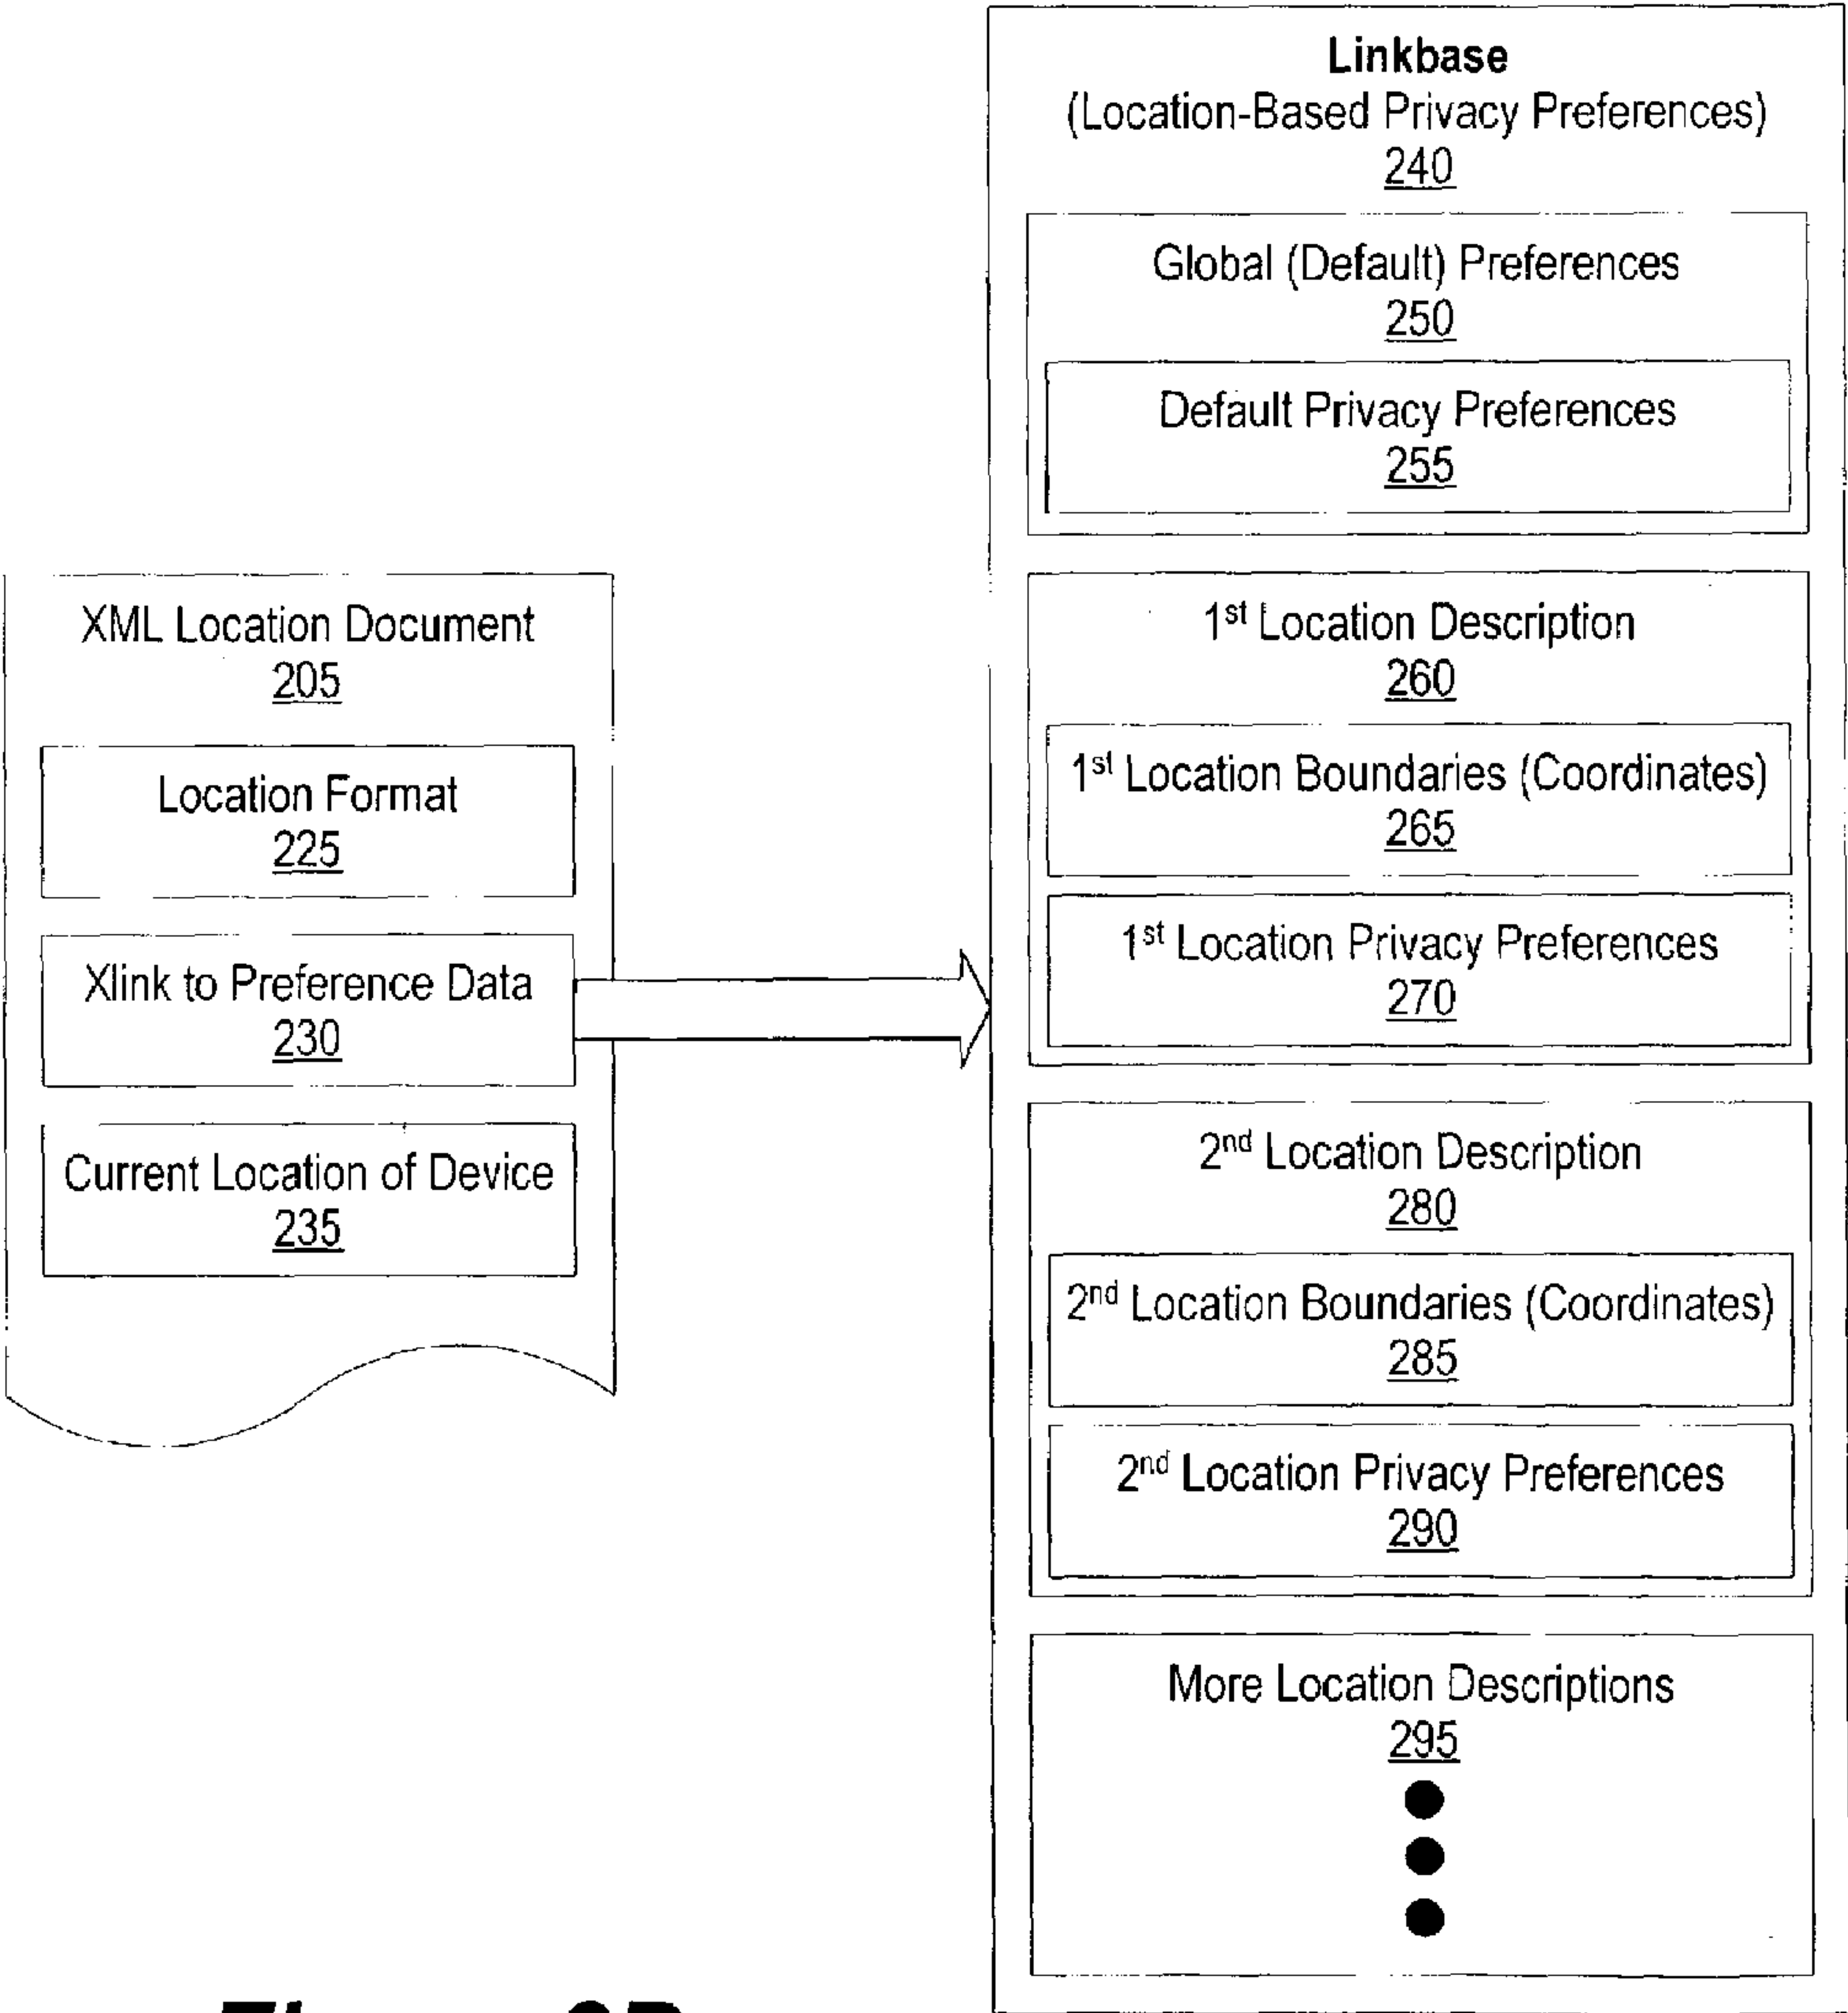 Linkbase
(Location-Based Privacy Preferences)
240
Global (Default) Preferences
250
Default Privacy Preferences
255
XML Location Document
205
Location Format
225
Xlink to Preference Data
230
Current Location of Device
235
1st Location Description
260
1st Location Boundaries (Coordinates)
265
1st Location Privacy Preferences
270
2nd Location Description
280
2nd Location Boundaries (Coordinates)
285
2nd Location Privacy Preferences
290
More Location Descriptions
295